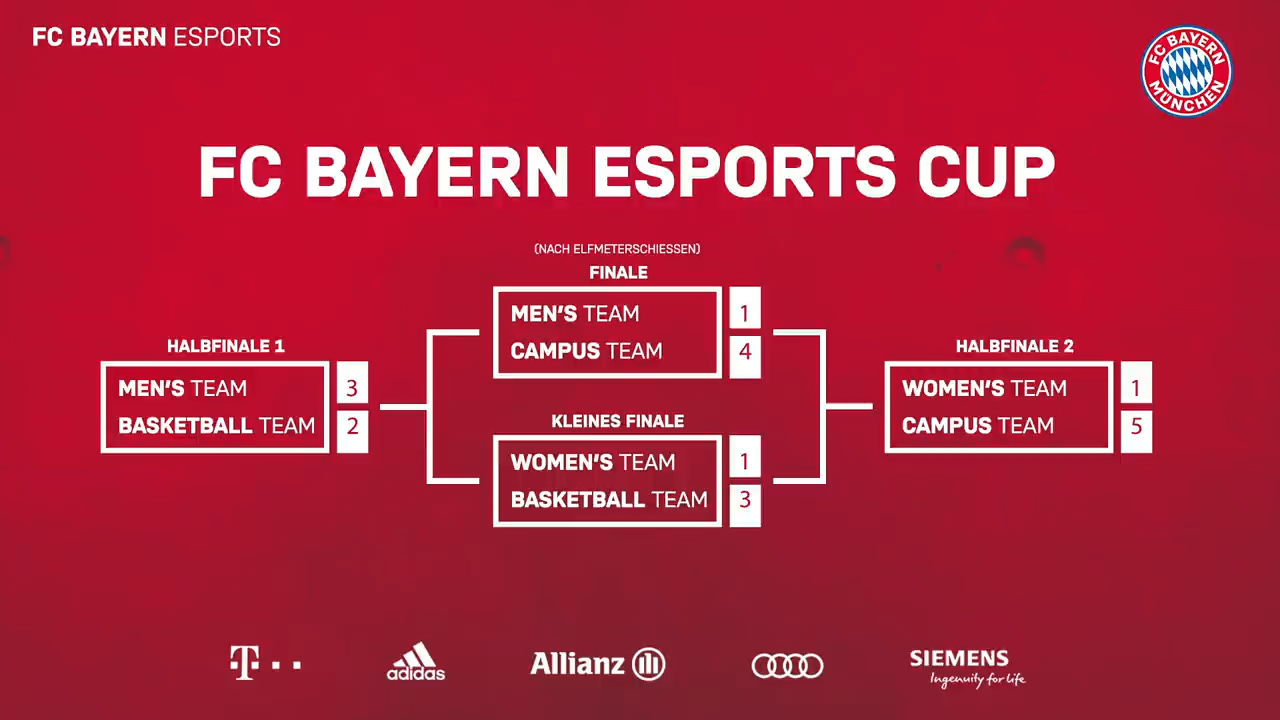 FC BAYERN ESPORTS
FC BAYERN
MÜNCHEN
FC BAYERN ESPORTS CUP
(NACH ELFMETERSCHIESSEN)
FINALE
MEN'S TEAM 1
CAMPUS TEAM 4
HALBFINALE 1
MEN'S TEAM 3
BASKETBALL TEAM 2
HALBFINALE 2
WOMEN'S TEAM 1
CAMPUS TEAM 5
KLEINES FINALE
WOMEN'S TEAM 1
BASKETBALL TEAM 3
T
adidas
Allianz
SIEMENS
Ingenuity for life